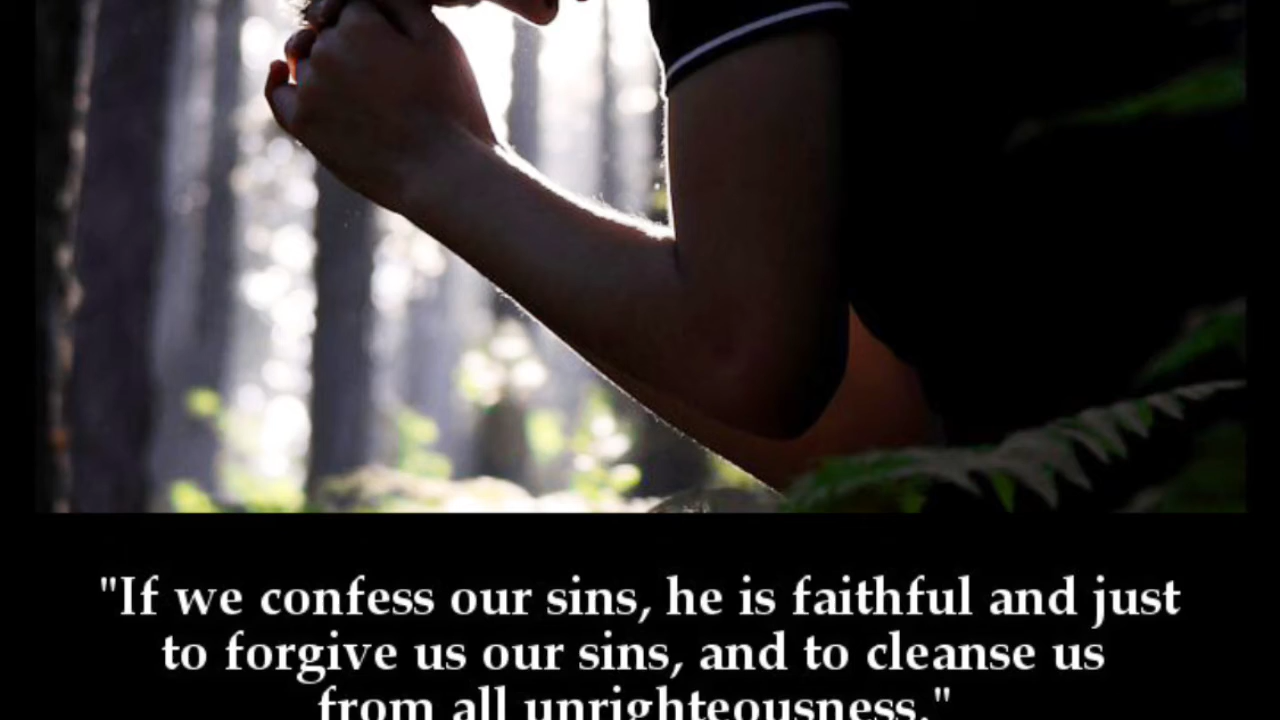 "If we confess our sins, he is faithful and just
to forgive us our sins, and to cleanse us
from all unrighteousness."